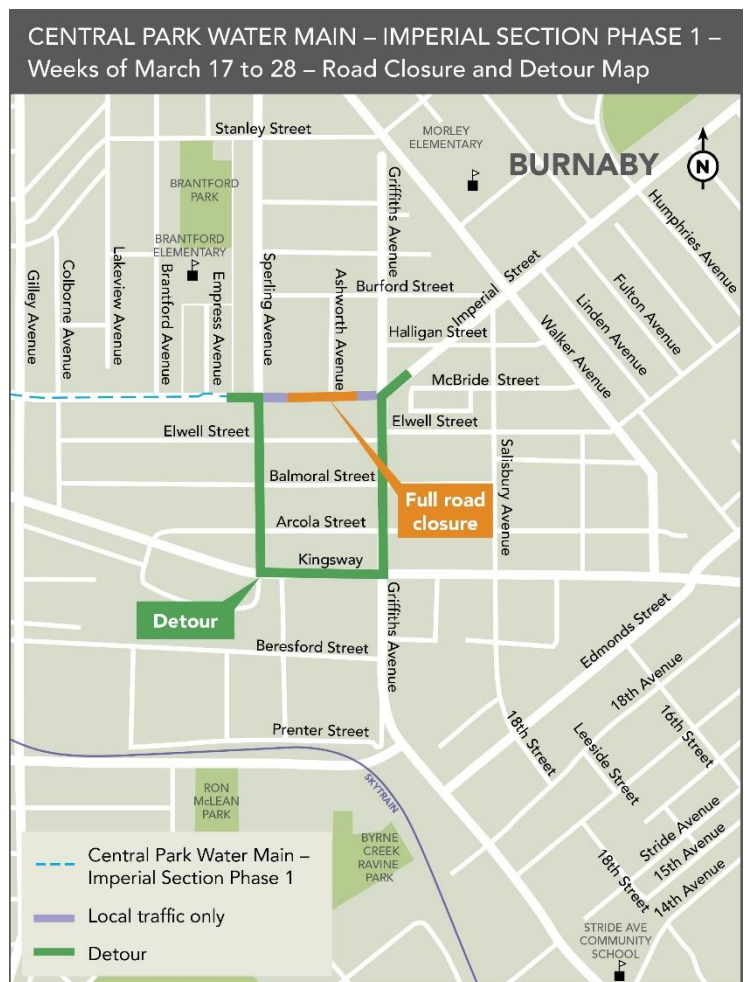 CENTRAL PARK WATER MAIN – IMPERIAL SECTION PHASE 1 –
Weeks of March 17 to 28 – Road Closure and Detour Map
Stanley Street
MORLEY
ELEMENTARY
BURNABY
N
BRANTFORD
PARK
BRANTFORD
ELEMENTARY
Griffiths Avenue
Humphries Avenue
Gilley Avenue
Colborne Avenue
Lakeview Avenue
Brantford Avenue
Empress Avenue
Sperling Avenue
Ashworth Avenue
Burford Street
Imperial Street
Fulton Avenue
Linden Avenue
Walker Avenue
Halligan Street
McBride Street
Elwell Street
Elwell Street
Salisbury Avenue
Balmoral Street
Full road
closure
Arcola Street
Kingsway
Detour
Griffiths Avenue
Beresford Street
Edmonds Street
Prenter Street
18th Avenue
16th Street
18th Street
Leeside Street
SKYTRAIN
RON
McLEAN
PARK
BYRNE
CREEK
RAVINE
PARK
Stride Avenue
15th Avenue
14th Avenue
18th Street
STRIDE AVE
COMMUNITY
SCHOOL
Central Park Water Main –
Imperial Section Phase 1
Local traffic only
Detour